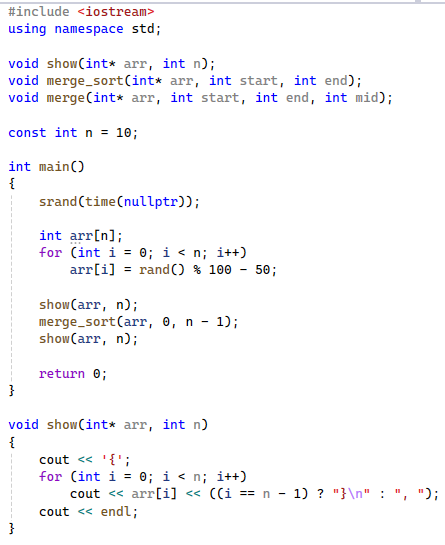 #include <iostream>
using namespace std;

void show(int* arr, int n);
void merge_sort(int* arr, int start, int end);
void merge(int* arr, int start, int end, int mid);

const int n = 10;

int main()
{
    srand(time(nullptr));

    int arr[n];
    for (int i = 0; i < n; i++)
        arr[i] = rand() % 100 - 50;

    show(arr, n);
    merge_sort(arr, 0, n - 1);
    show(arr, n);

    return 0;
}

void show(int* arr, int n)
{
    cout << '{';
    for (int i = 0; i < n; i++)
        cout << arr[i] << ((i == n - 1) ? "}\n" : ", ");
    cout << endl;
}